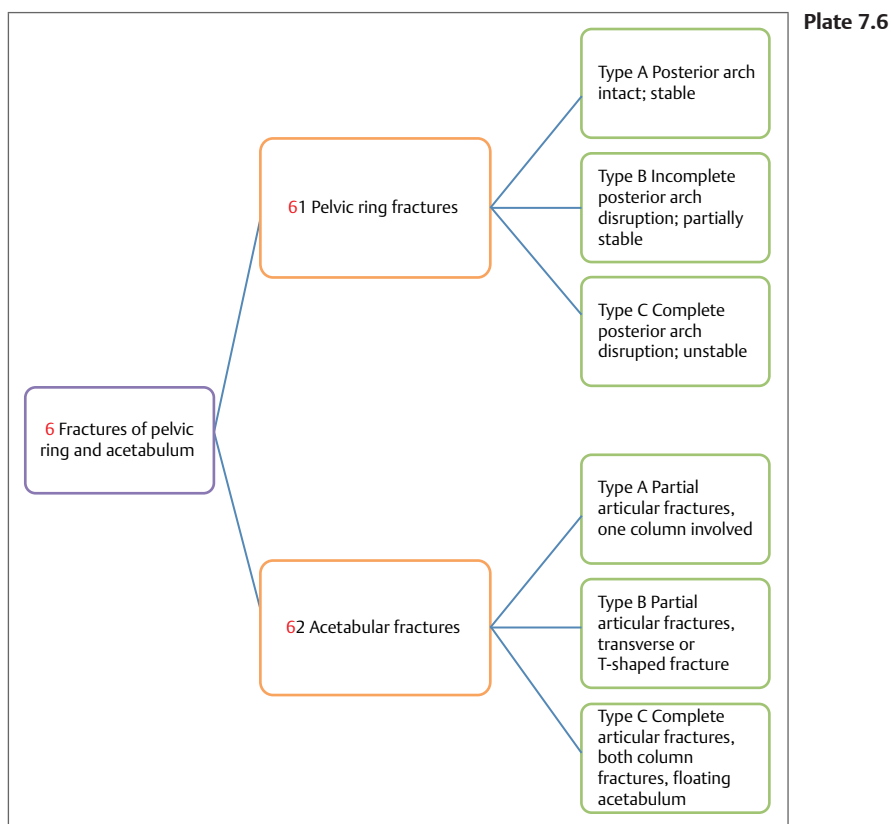 Plate 7.6
6 Fractures of pelvic
ring and acetabulum
61 Pelvic ring fractures
Type A Posterior arch
intact; stable
Type B Incomplete
posterior arch
disruption; partially
stable
Type C Complete
posterior arch
disruption; unstable
62 Acetabular fractures
Type A Partial
articular fractures,
one column involved
Type B Partial
articular fractures,
transverse or
T-shaped fracture
Type C Complete
articular fractures,
both column
fractures, floating
acetabulum